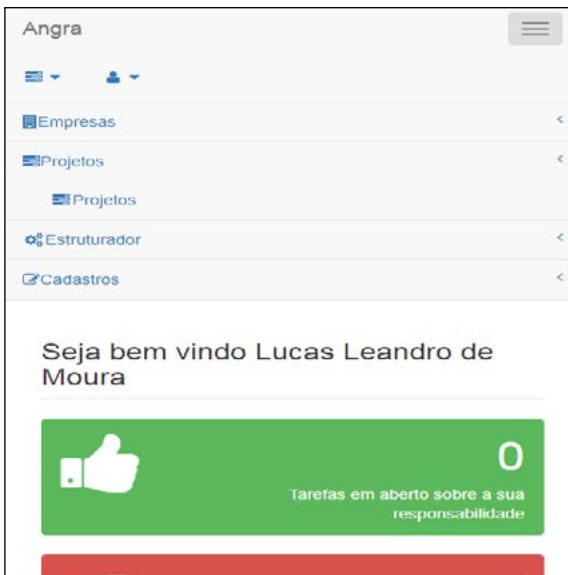 Angra
Empresas
Projetos
Projetos
Estruturador
Cadastros
Seja bem vindo Lucas Leandro de
Moura
0
Tarefas em aberto sobre a sua
responsabilidade